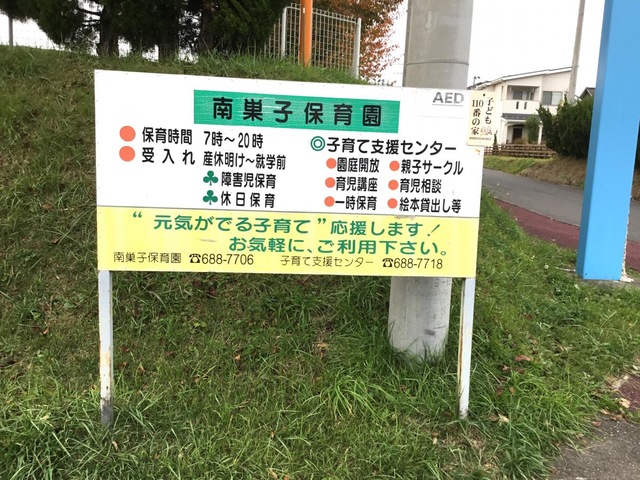 南巣子保育園
AED
子ども
110番の家
● 保育時間 7時～20時
● 受入れ 産休明け～就学前
♣障害児保育
♣休日保育
◎子育て支援センター
●園庭開放 ●親子サークル
●育児講座 ●育児相談
●一時保育 ●絵本貸出し等
“元気がでる子育て”応援します！
お気軽に、ご利用下さい。
南巣子保育園 ☎688-7706 子育て支援センター ☎688-7718